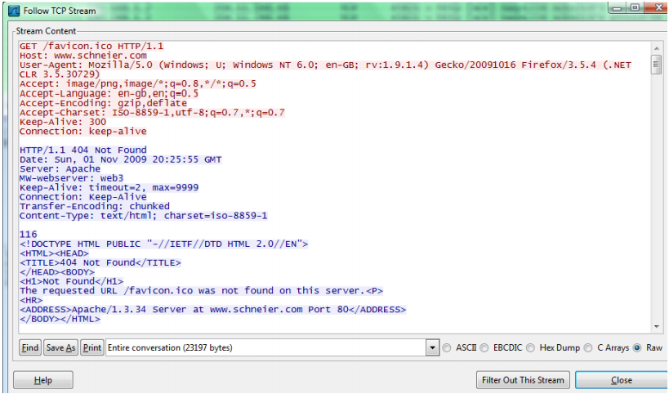 Follow TCP Stream
Stream Content
GET /favicon.ico HTTP/1.1
Host: www.schneier.com
User-Agent: Mozilla/5.0 (Windows; U; Windows NT 6.0; en-GB; rv:1.9.1.4) Gecko/20091016 Firefox/3.5.4 (.NET
CLR 3.5.30729)
Accept: image/png,image/*;q=0.8,*/*;q=0.5
Accept-Language: en-gb,en;q=0.5
Accept-Encoding: gzip,deflate
Accept-Charset: ISO-8859-1,utf-8;q=0.7,*;q=0.7
Keep-Alive: 300
Connection: keep-alive
HTTP/1.1 404 Not Found
Date: Sun, 01 Nov 2009 20:25:55 GMT
Server: Apache
MW-webserver: web3
Keep-Alive: timeout=2, max=9999
Connection: Keep-Alive
Transfer-Encoding: chunked
Content-Type: text/html; charset=iso-8859-1
116
<!DOCTYPE HTML PUBLIC "-//IETF//DTD HTML 2.0//EN">
<HTML><HEAD>
<TITLE>404 Not Found</TITLE>
</HEAD><BODY>
<H1>Not Found</H1>
The requested URL /favicon.ico was not found on this server.<P>
<HR>
<ADDRESS>Apache/1.3.34 Server at www.schneier.com Port 80</ADDRESS>
</BODY></HTML>
Find Save As Print Entire conversation (23197 bytes) ASCII EBCDIC Hex Dump C Arrays Raw
Help Filter Out This Stream Close